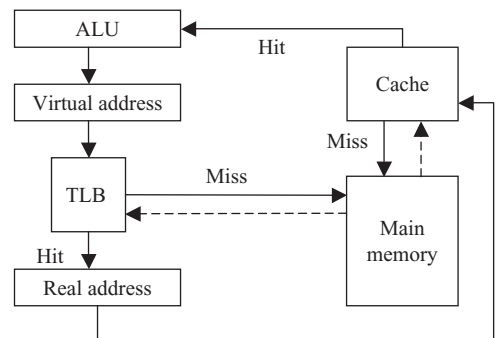 ALU
Hit
Cache
Virtual address
Miss
TLB
Miss
Main
memory
Hit
Real address